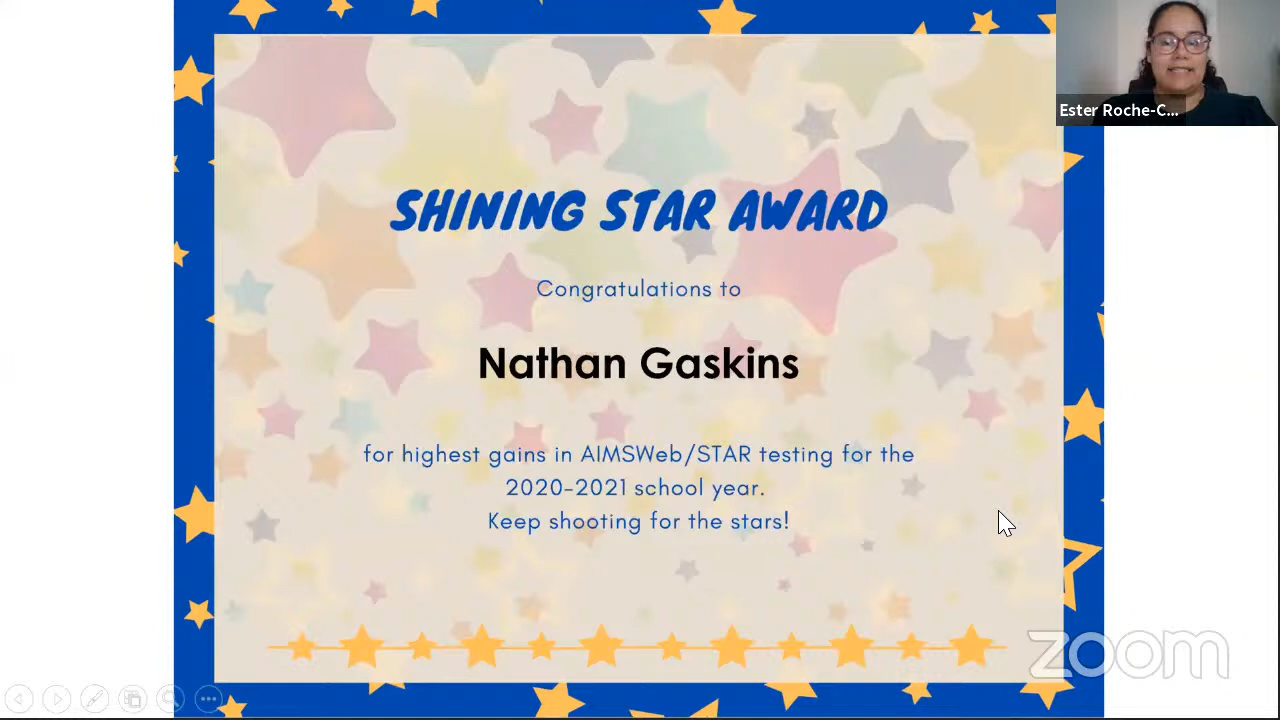 Ester Roche-C...
SHINING STAR AWARD
Congratulations to
Nathan Gaskins
for highest gains in AIMSWeb/STAR testing for the
2020-2021 school year.
Keep shooting for the stars!
zoom